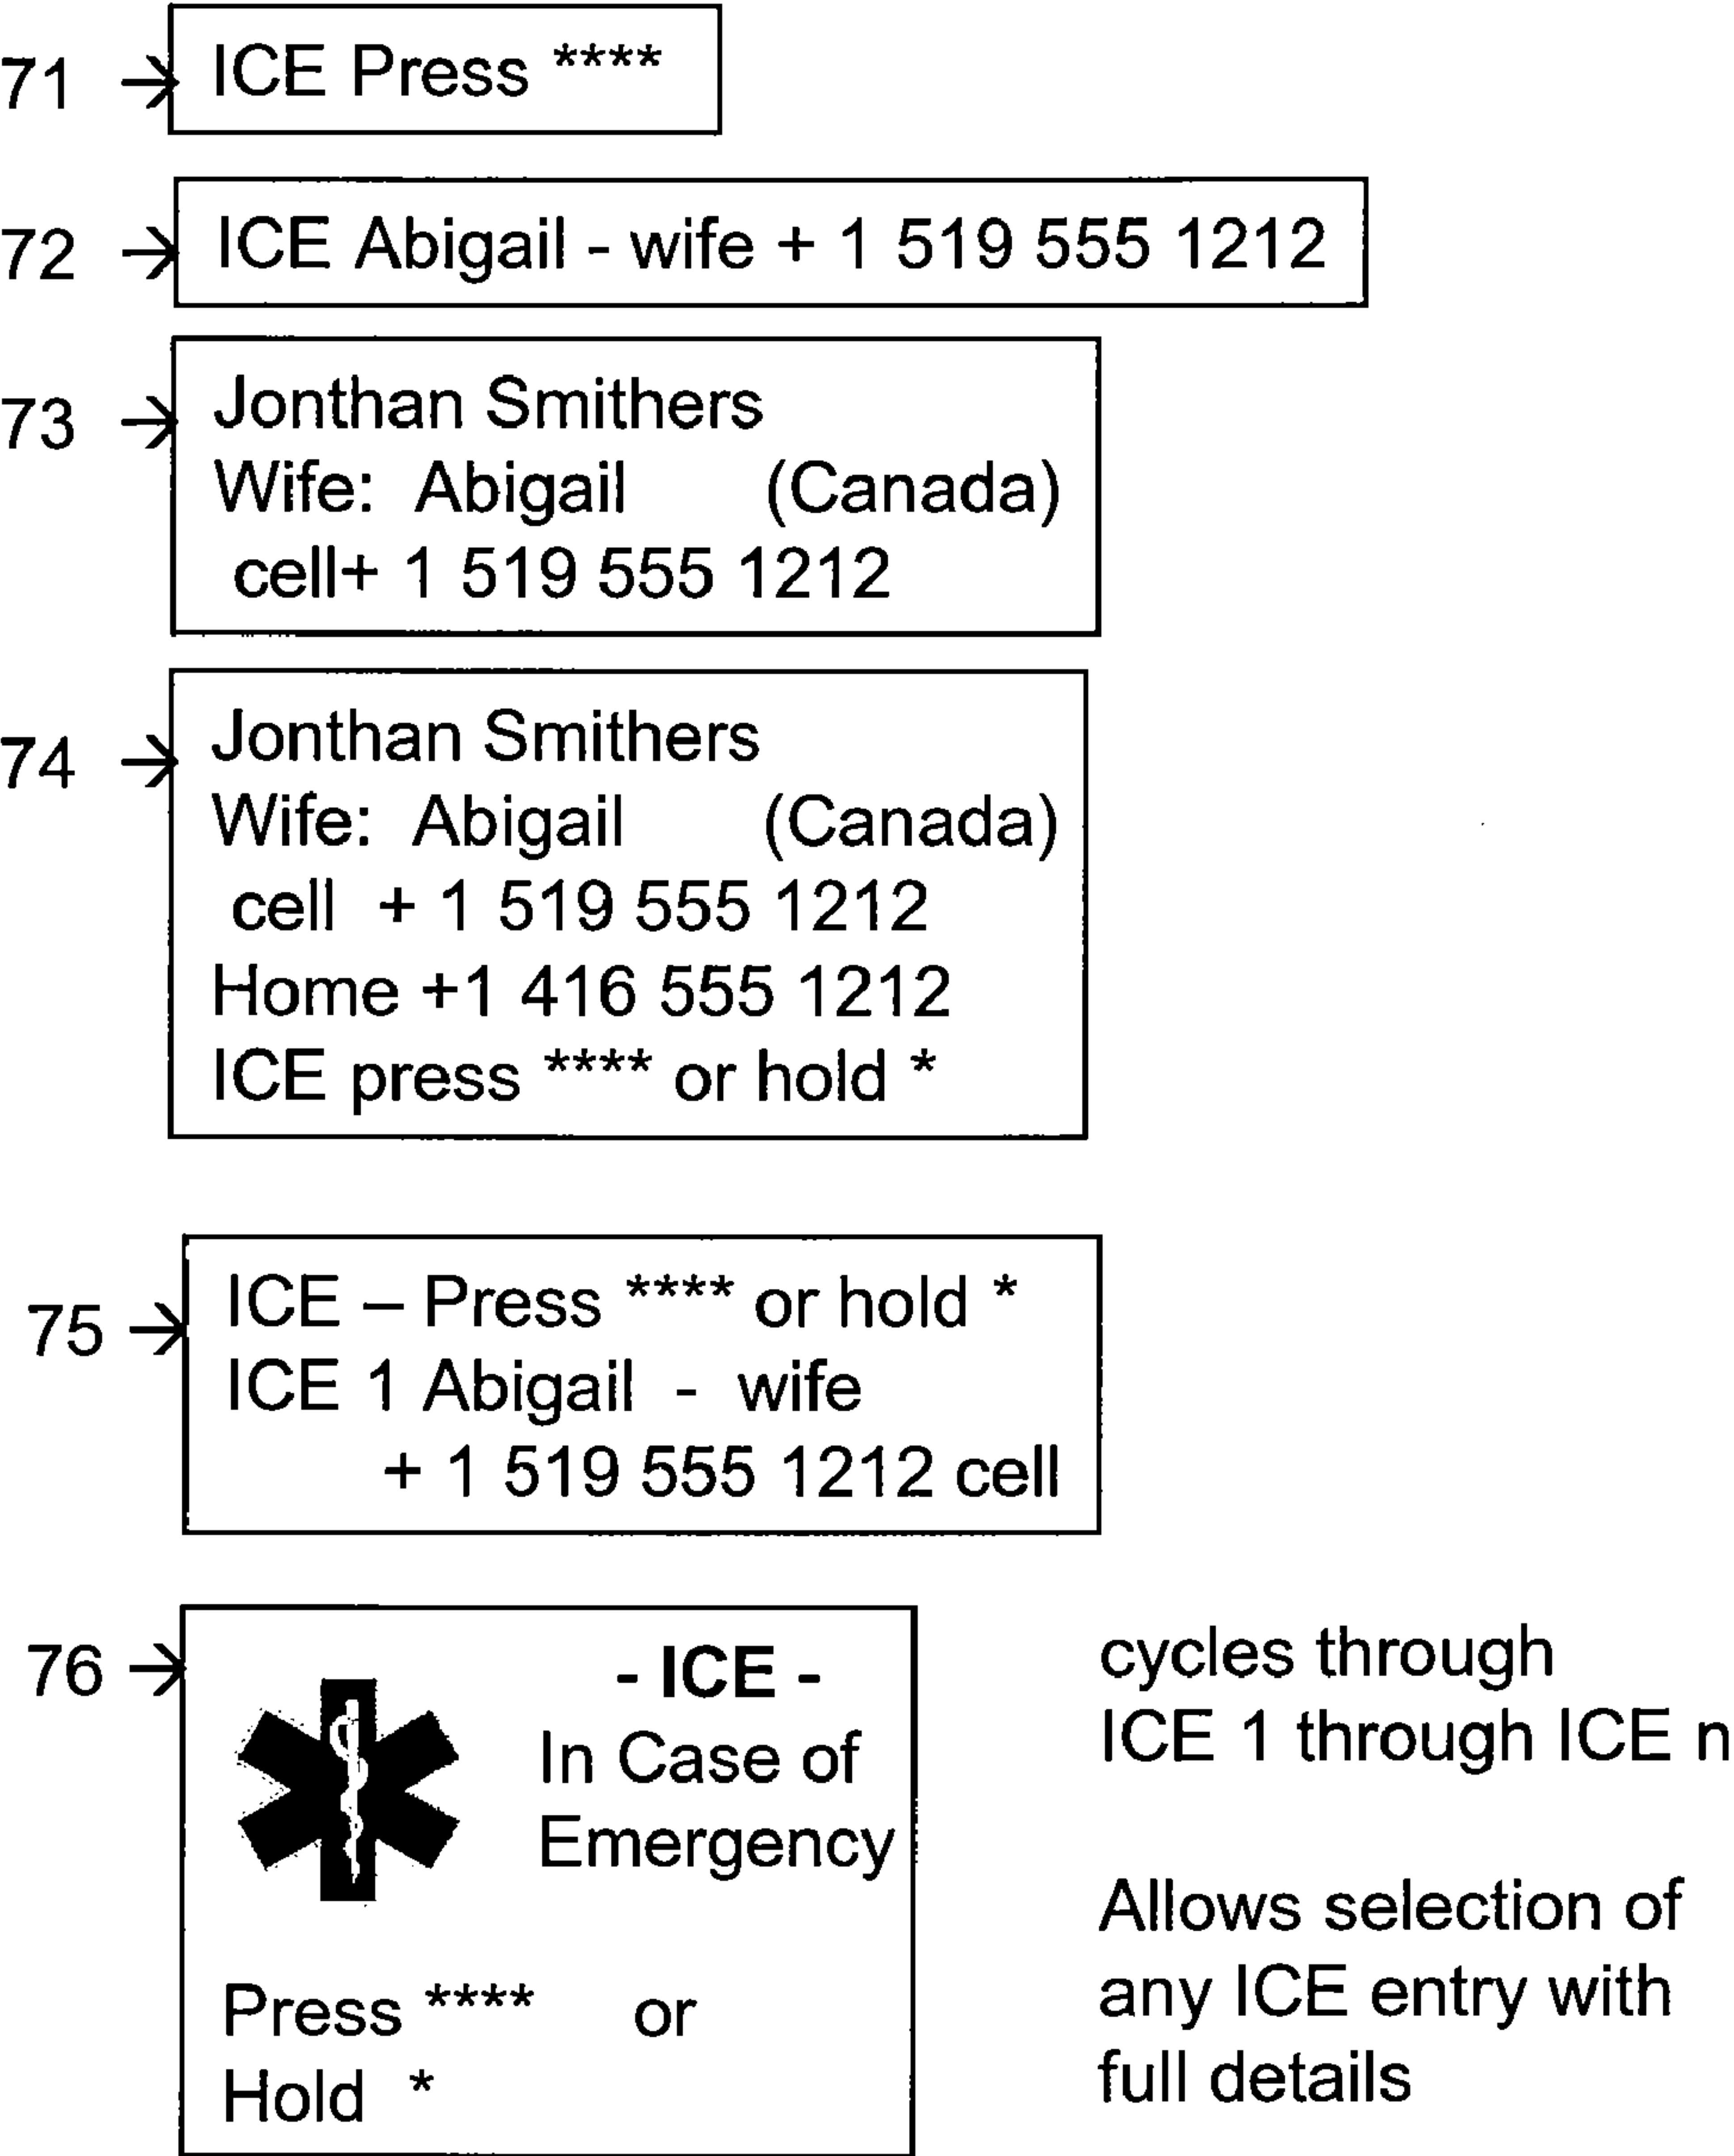 71 ICE Press ****
72 ICE Abigail - wife + 1 519 555 1212
73 Jonthan Smithers
Wife: Abigail (Canada)
cell+ 1 519 555 1212
74 Jonthan Smithers
Wife: Abigail (Canada)
cell + 1 519 555 1212
Home +1 416 555 1212
ICE press **** or hold *
75 ICE – Press **** or hold *
ICE 1 Abigail - wife
+ 1 519 555 1212 cell
76 - ICE -
In Case of
Emergency
Press **** or
Hold *
cycles through
ICE 1 through ICE n
Allows selection of
any ICE entry with
full details